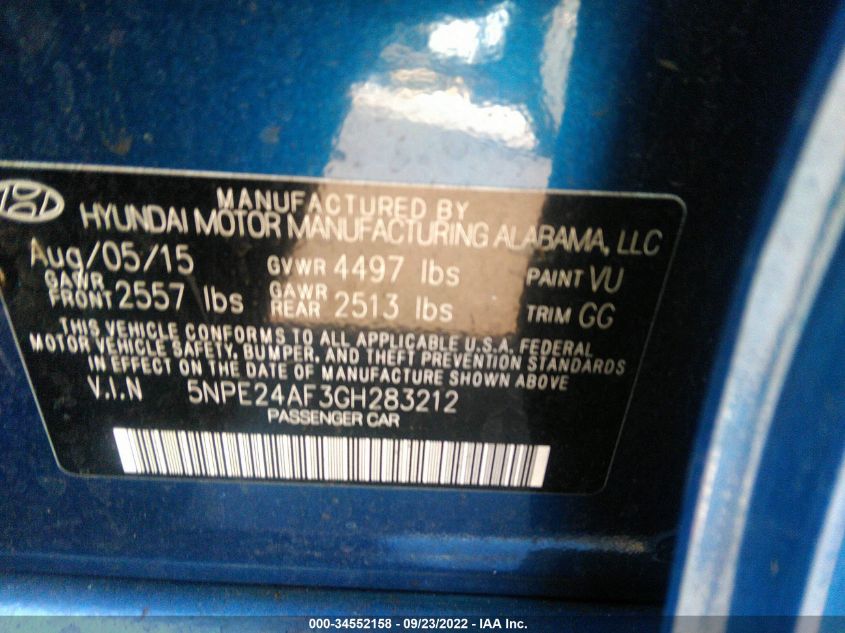 MANUFACTURED BY
HYUNDAI MOTOR MANUFACTURING ALABAMA, LLC
Aug/05/15 GVWR 4497 lbs PAINT VU
GAWR FRONT 2557 lbs GAWR REAR 2513 lbs TRIM GG
THIS VEHICLE CONFORMS TO ALL APPLICABLE U.S.A. FEDERAL
MOTOR VEHICLE SAFETY, BUMPER, AND THEFT PREVENTION STANDARDS
IN EFFECT ON THE DATE OF MANUFACTURE SHOWN ABOVE.
V.I.N 5NPE24AF3GH283212
PASSENGER CAR
000-34552158 - 09/23/2022 - IAA Inc.